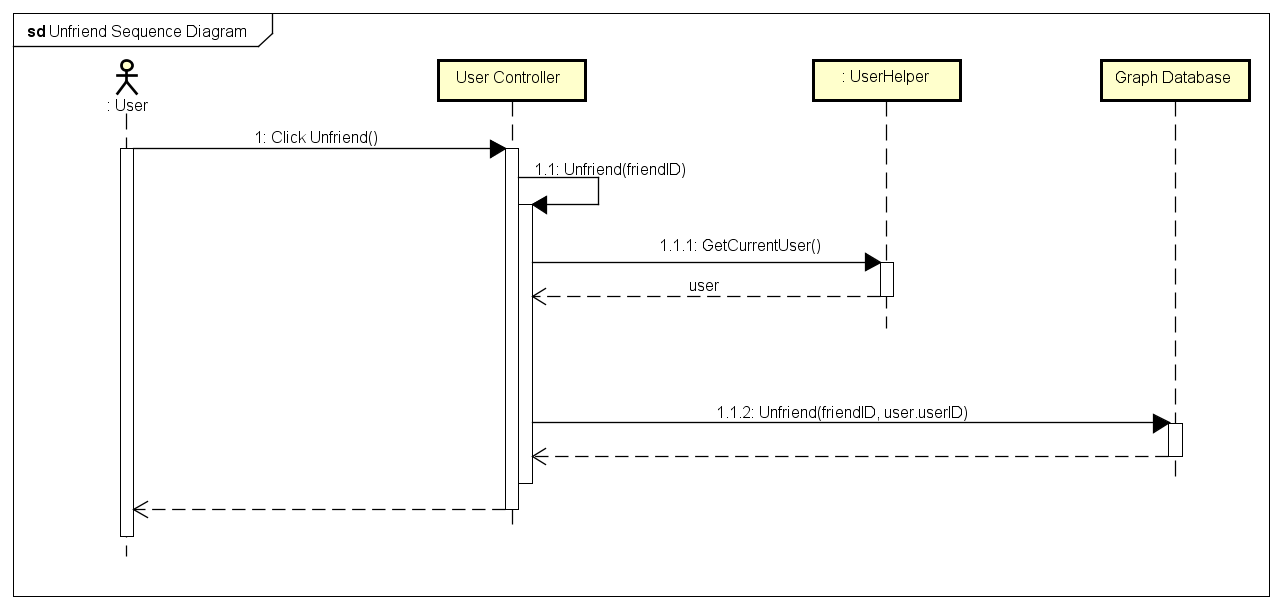 sd Unfriend Sequence Diagram
: User
User Controller
: UserHelper
Graph Database
1: Click Unfriend()
1.1: Unfriend(friendID)
1.1.1: GetCurrentUser()
user
1.1.2: Unfriend(friendID, user.userID)